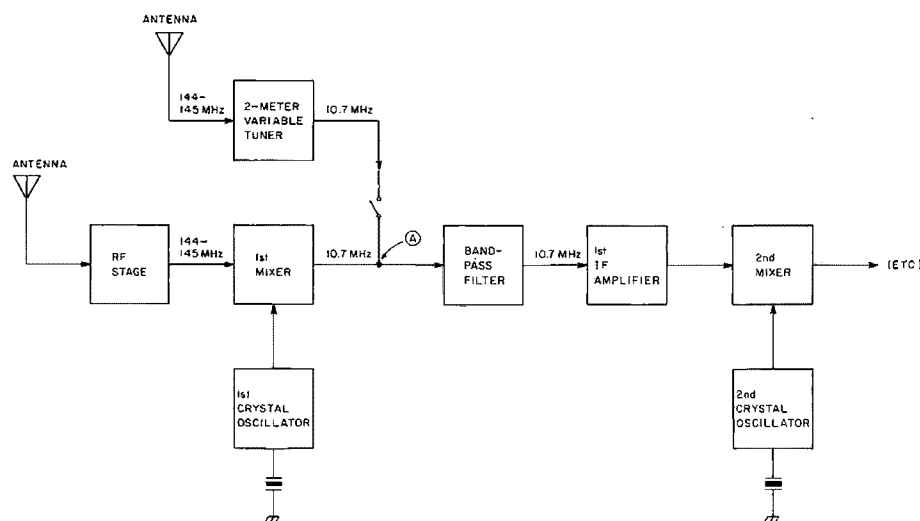 ANTENNA
144-
145 MHz
2-METER
VARIABLE
TUNER
10.7 MHz
ANTENNA
RF
STAGE
144-
145MHz
1st
MIXER
10.7 MHz
A
BAND-
PASS
FILTER
10.7 MHz
1st
IF
AMPLIFIER
2nd
MIXER
(ETC)
1st
CRYSTAL
OSCILLATOR
2nd
CRYSTAL
OSCILLATOR